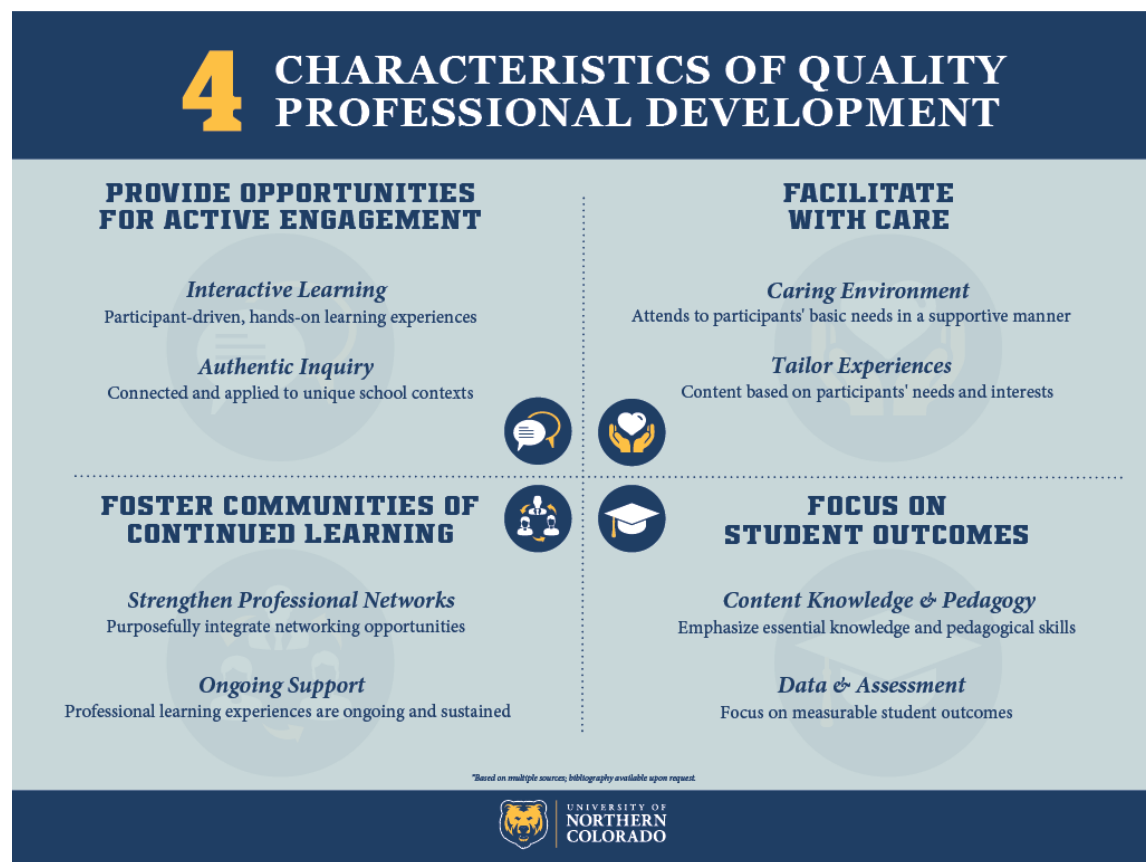 4 CHARACTERISTICS OF QUALITY
PROFESSIONAL DEVELOPMENT
PROVIDE OPPORTUNITIES
FOR ACTIVE ENGAGEMENT
Interactive Learning
Participant-driven, hands-on learning experiences
Authentic Inquiry
Connected and applied to unique school contexts
FACILITATE
WITH CARE
Caring Environment
Attends to participants' basic needs in a supportive manner
Tailor Experiences
Content based on participants' needs and interests
FOSTER COMMUNITIES OF
CONTINUED LEARNING
Strengthen Professional Networks
Purposefully integrate networking opportunities
Ongoing Support
Professional learning experiences are ongoing and sustained
FOCUS ON
STUDENT OUTCOMES
Content Knowledge & Pedagogy
Emphasize essential knowledge and pedagogical skills
Data & Assessment
Focus on measurable student outcomes
*Based on multiple sources; bibliography available upon request.
UNIVERSITY OF
NORTHERN
COLORADO